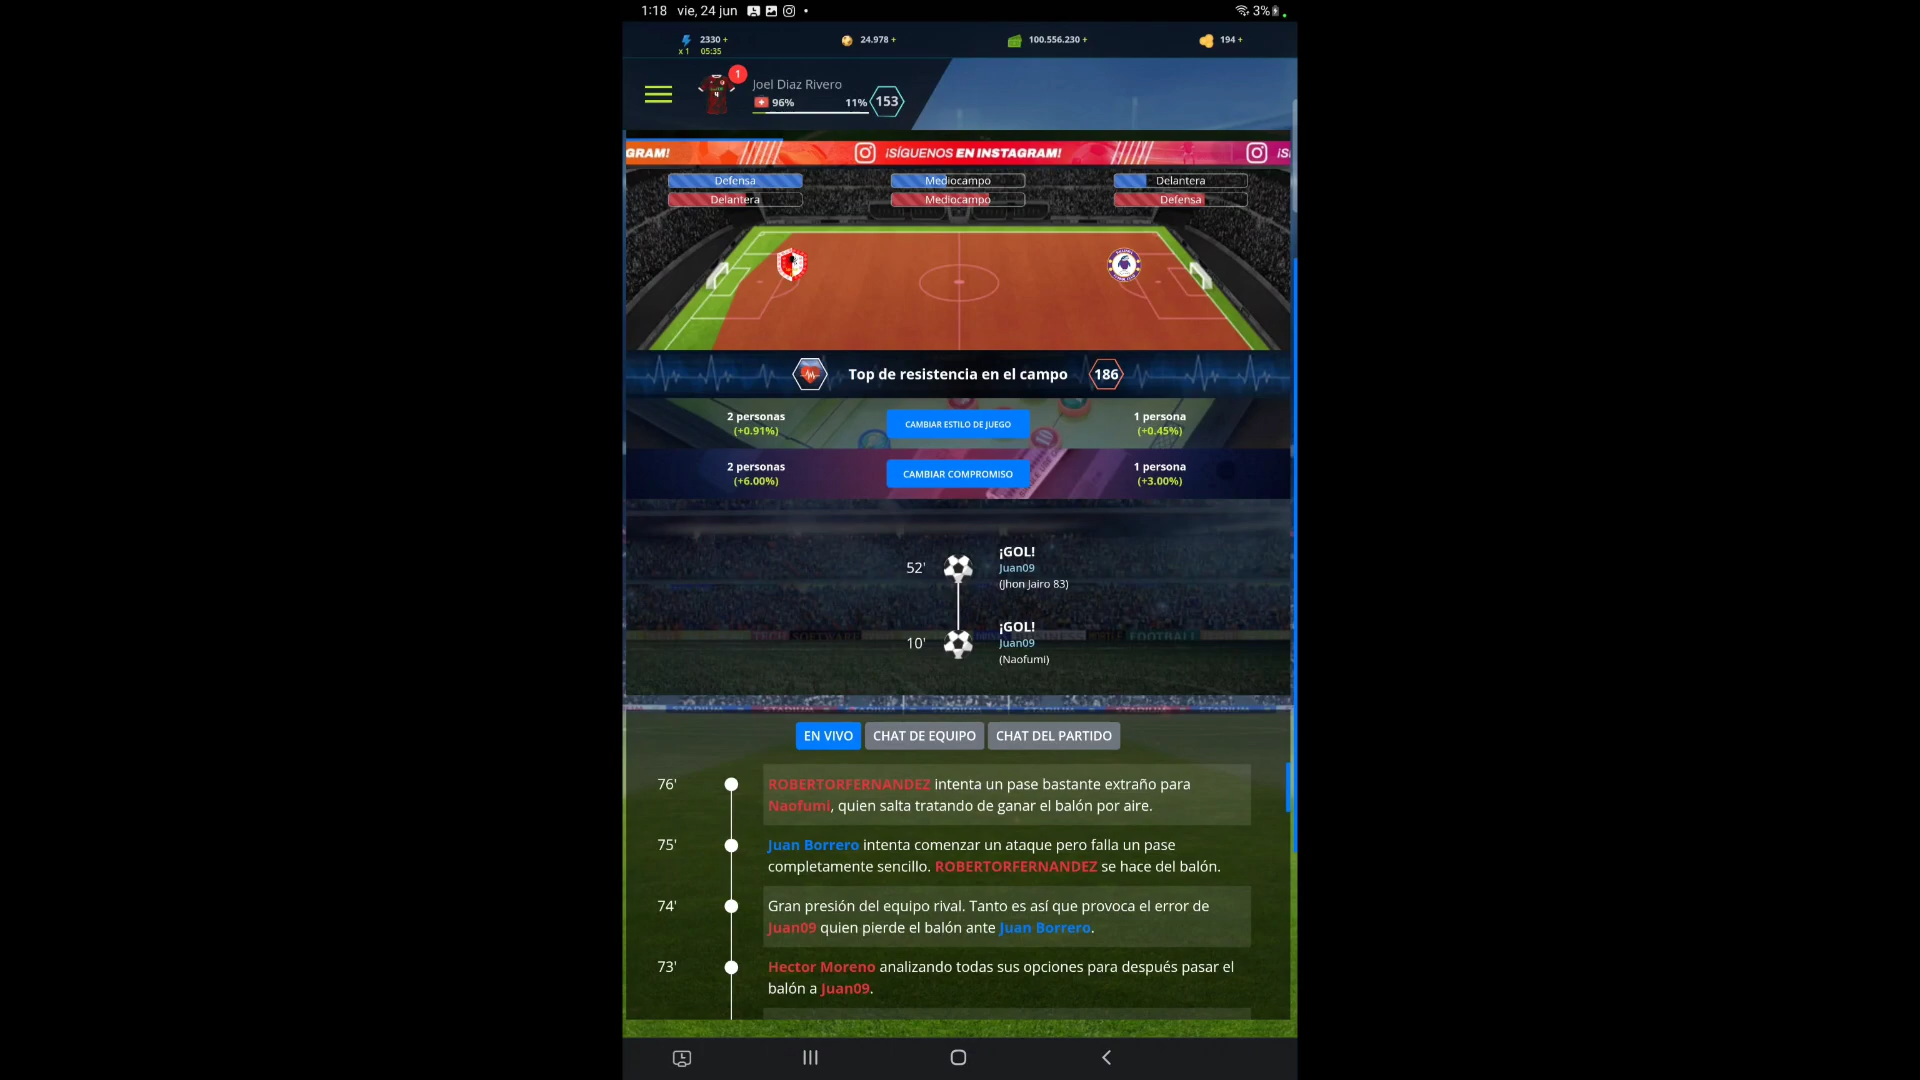 1:18 vie, 24 jun 3%
2330 + 24.978 + 100.556.230 + 194 +
x 1 05:35
1
Joel Diaz Rivero
4
96% 11% 153
GRAM! ¡SÍGUENOS EN INSTAGRAM! ¡S
Defensa Mediocampo Delantera
Delantera Mediocampo Defensa
Top de resistencia en el campo 186
2 personas CAMBIAR ESTILO DE JUEGO 1 persona
(+0.91%) (+0.45%)
2 personas CAMBIAR COMPROMISO 1 persona
(+6.00%) (+3.00%)
¡GOL!
52' Juan09
(Jhon Jairo 83)
¡GOL!
10' Juan09
(Naofumi)
EN VIVO CHAT DE EQUIPO CHAT DEL PARTIDO
76' ROBERTORFERNANDEZ intenta un pase bastante extraño para
Naofumi, quien salta tratando de ganar el balón por aire.
75' Juan Borrero intenta comenzar un ataque pero falla un pase
completamente sencillo. ROBERTORFERNANDEZ se hace del balón.
74' Gran presión del equipo rival. Tanto es así que provoca el error de
Juan09 quien pierde el balón ante Juan Borrero.
73' Hector Moreno analizando todas sus opciones para después pasar el
balón a Juan09.